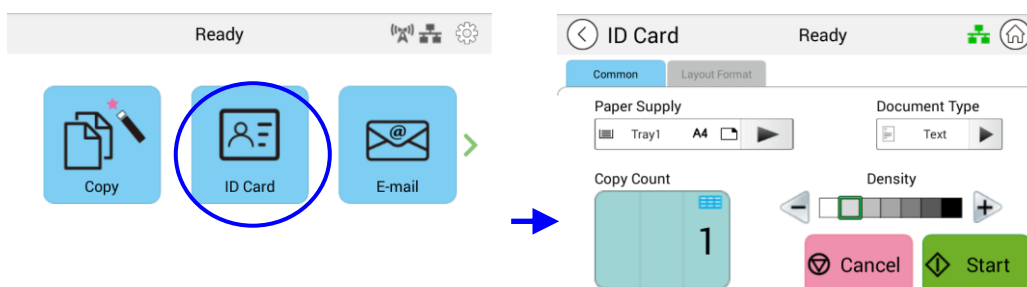 Ready
Copy
ID Card
E-mail
ID Card
Ready
Common
Layout Format
Paper Supply
Document Type
Tray1 A4
Text
Copy Count
Density
1
Cancel
Start